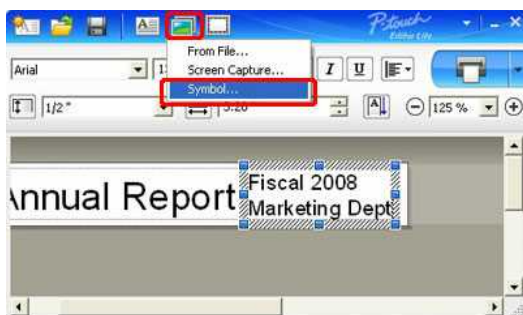 P-touch
Editor Lite
From File...
Screen Capture...
Symbol...
Arial
I U
1/2 "
A
125 %
Annual Report
Fiscal 2008
Marketing Dept